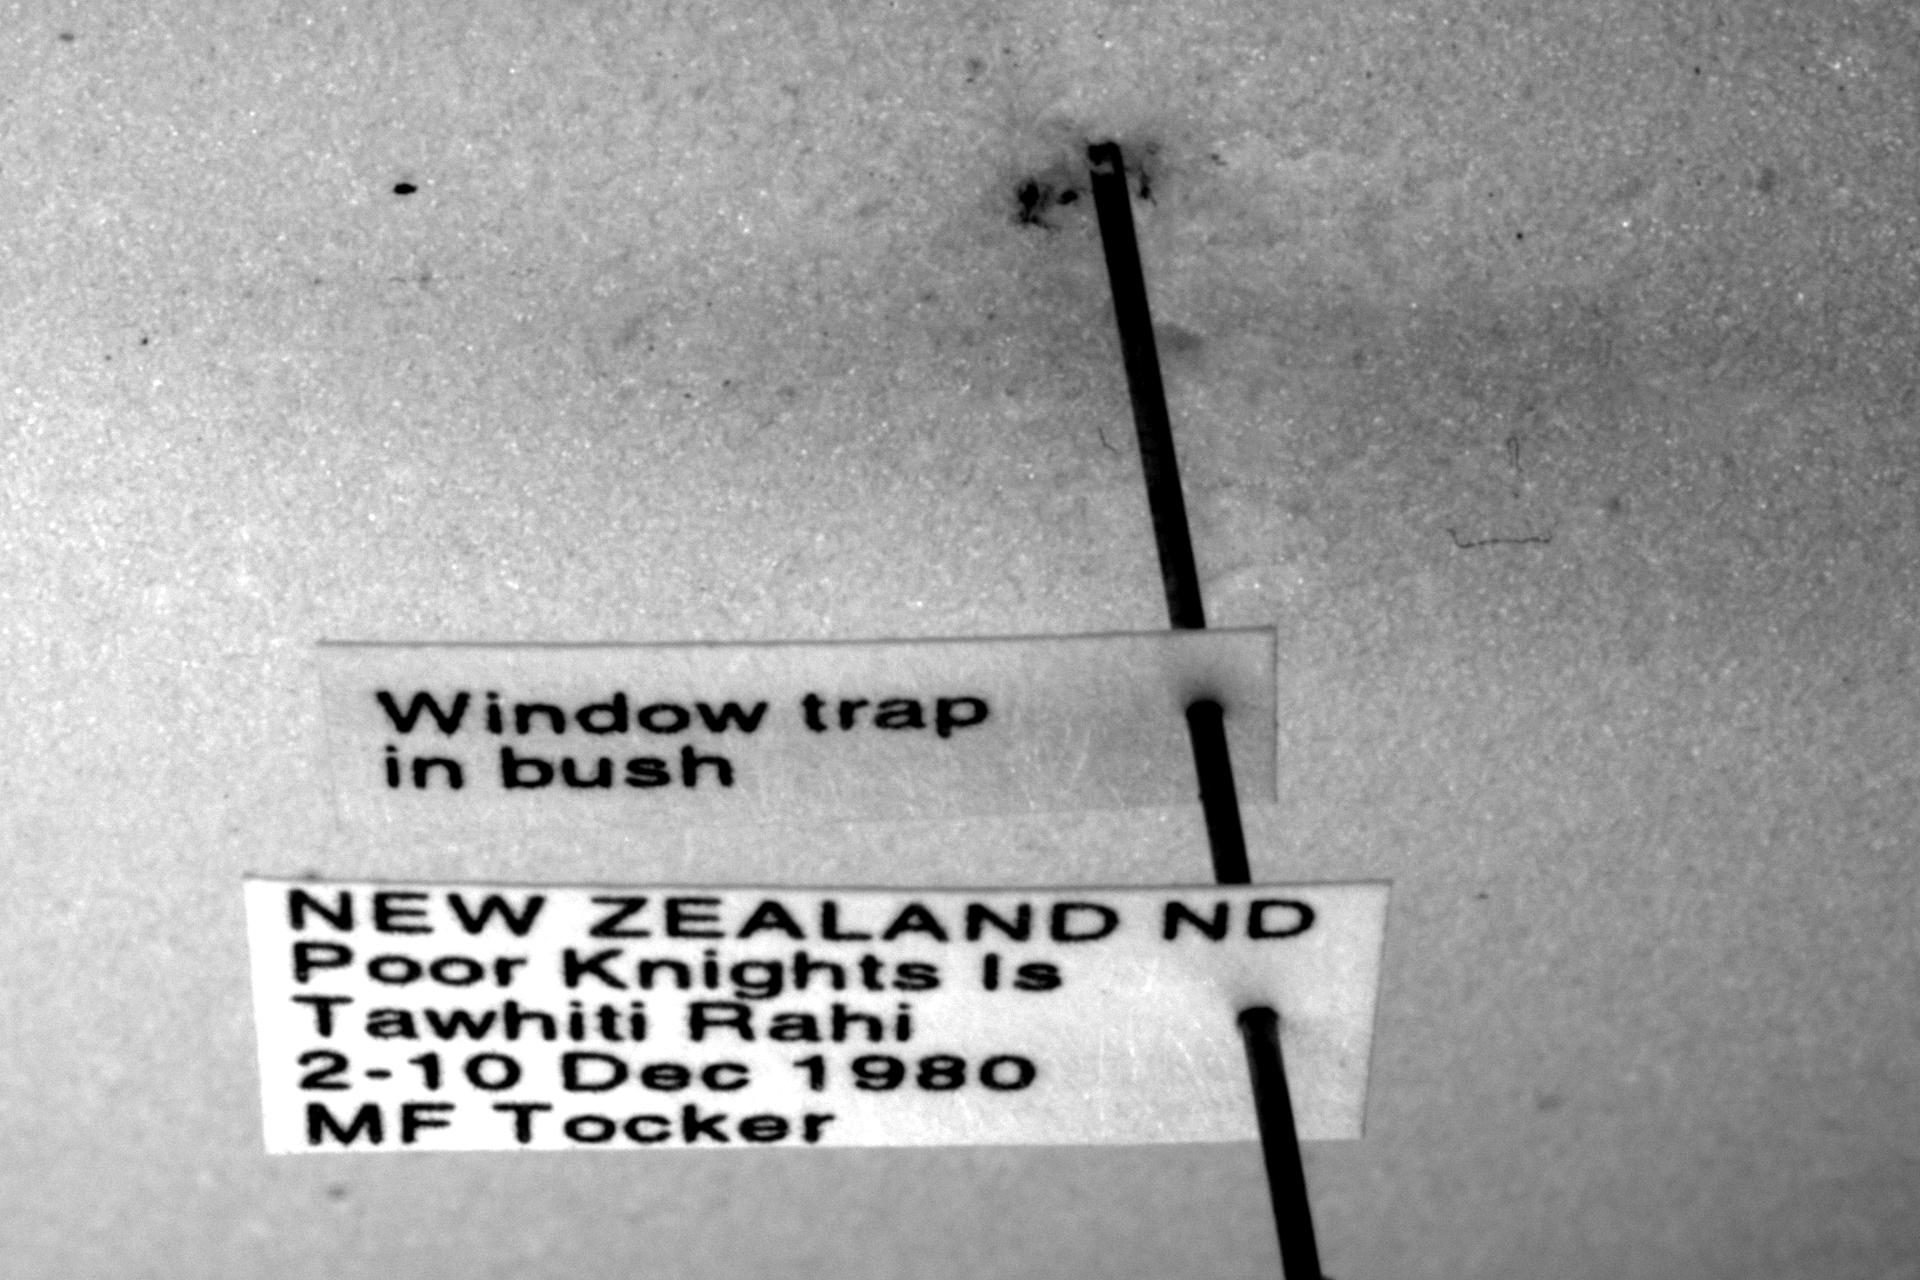 Window trap
in bush
NEW ZEALAND ND
Poor Knights Is
Tawhiti Rahi
2-10 Dec 1980
MF Tocker